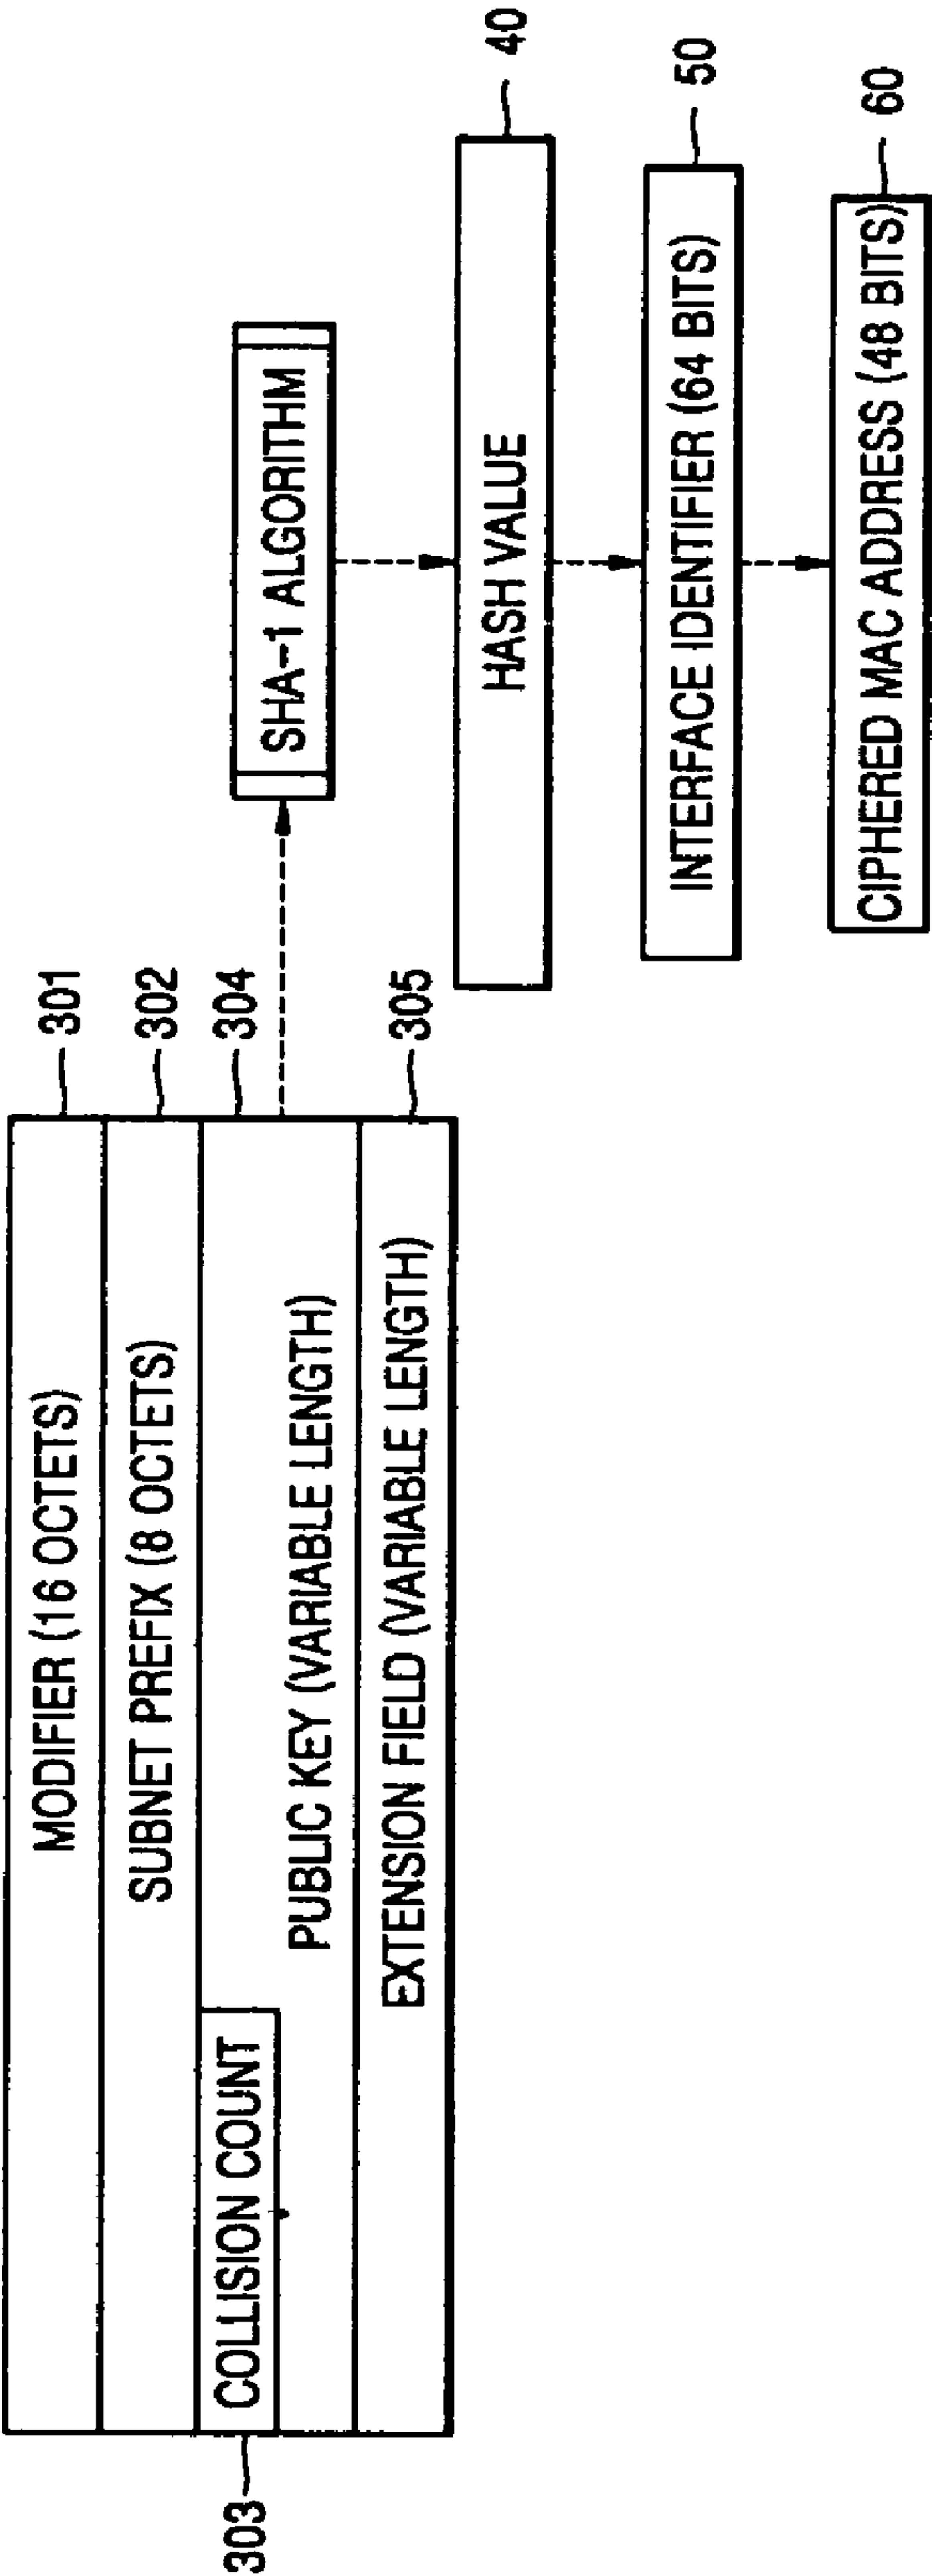 MODIFIER (16 OCTETS)
301
SUBNET PREFIX (8 OCTETS)
302
303
COLLISION COUNT
304
PUBLIC KEY (VARIABLE LENGTH)
EXTENSION FIELD (VARIABLE LENGTH)
305
SHA-1 ALGORITHM
HASH VALUE
40
INTERFACE IDENTIFIER (64 BITS)
50
CIPHERED MAC ADDRESS (48 BITS)
60